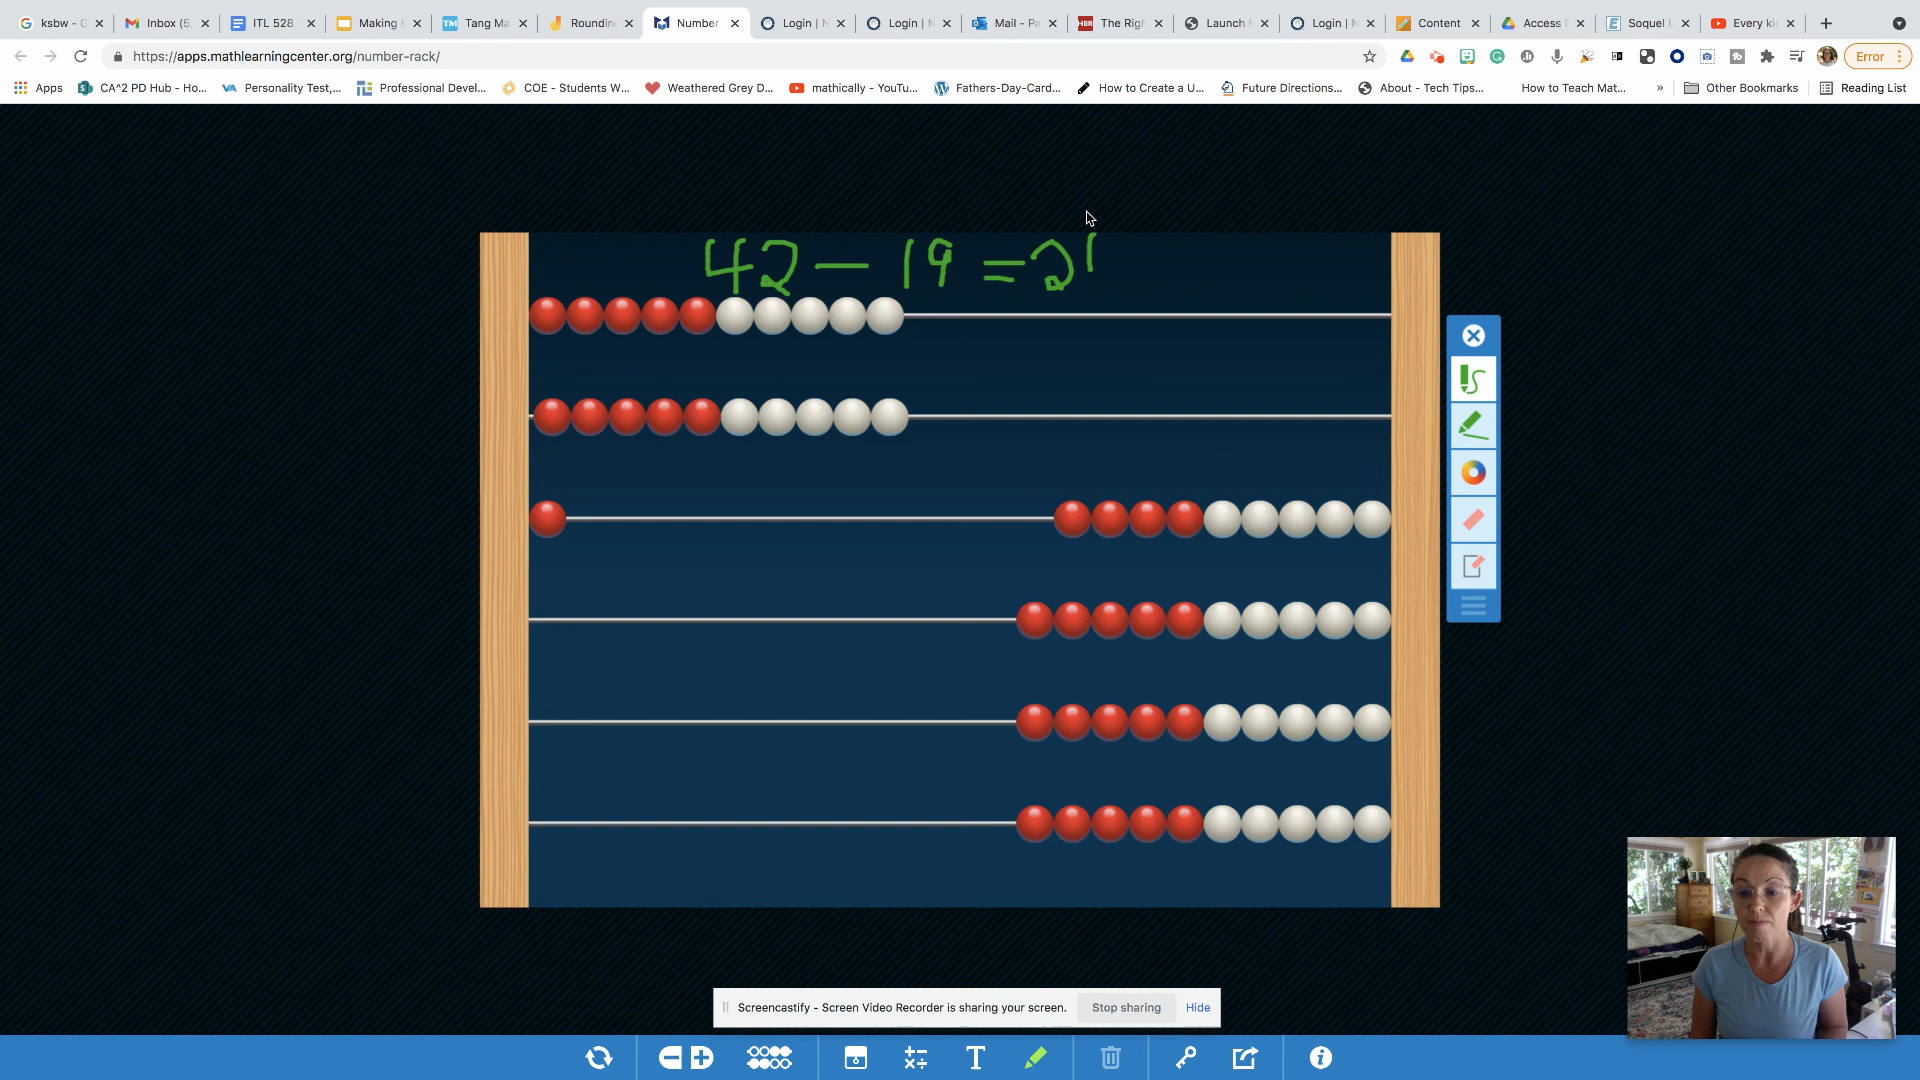 ksbw - G
Inbox (5,
ITL 528
Making
Tang Ma
Rounding
Number
Login | N
Login | N
Mail - Pa
The Righ
Launch
Login | N
Content
Access
Soquel
Every ki
https://apps.mathlearningcenter.org/number-rack/
Error
Apps
CA^2 PD Hub - Ho...
Personality Test,...
Professional Devel...
COE - Students W...
Weathered Grey D...
mathically - YouTu...
Fathers-Day-Card...
How to Create a U...
Future Directions...
About - Tech Tips...
How to Teach Mat...
»
Other Bookmarks
Reading List
42 — 19 = 21
Screencastify - Screen Video Recorder is sharing your screen.
Stop sharing
Hide